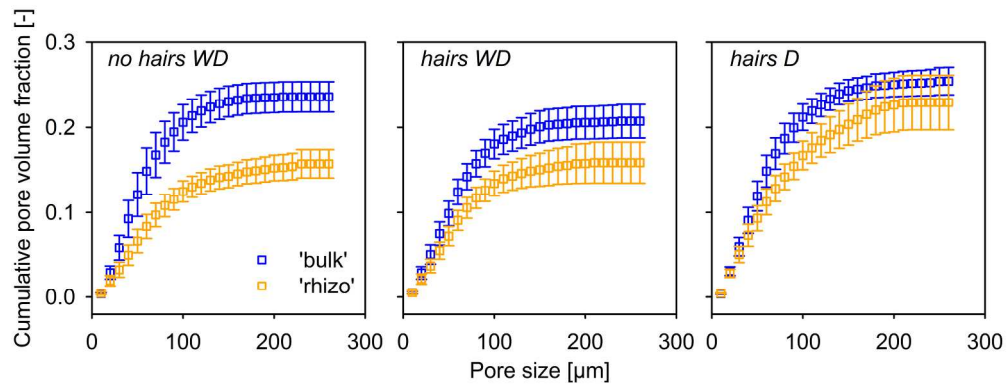 Cumulative pore volume fraction [-]
0.3
0.2
0.1
0.0
no hairs WD
hairs WD
hairs D
'bulk'
'rhizo'
0 100 200 300 0 100 200 300 0 100 200 300
Pore size [µm]